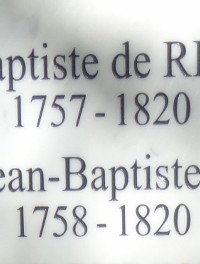 aptiste de R
1757 - 1820
ean-Baptiste
1758 - 1820